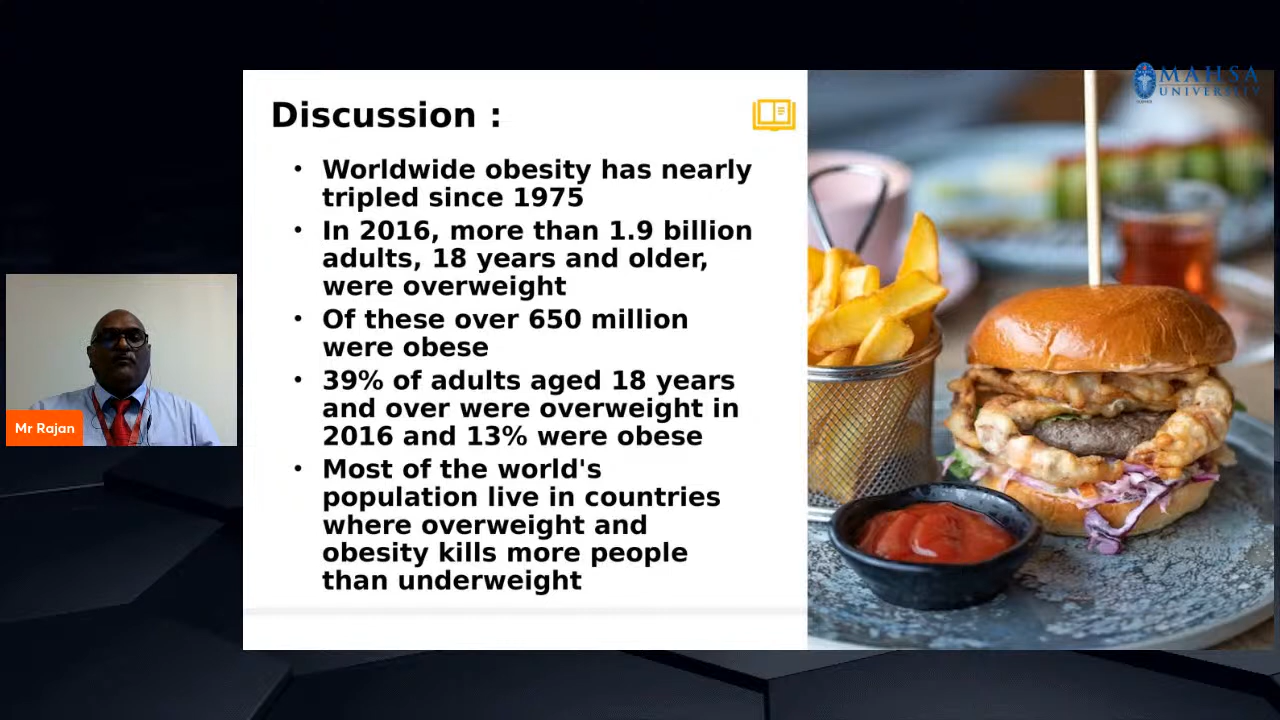 MAHSA
UNIVERSITY
Discussion :
• Worldwide obesity has nearly
tripled since 1975
• In 2016, more than 1.9 billion
adults, 18 years and older,
were overweight
• Of these over 650 million
were obese
• 39% of adults aged 18 years
and over were overweight in
2016 and 13% were obese
• Most of the world's
population live in countries
where overweight and
obesity kills more people
than underweight
Mr Rajan